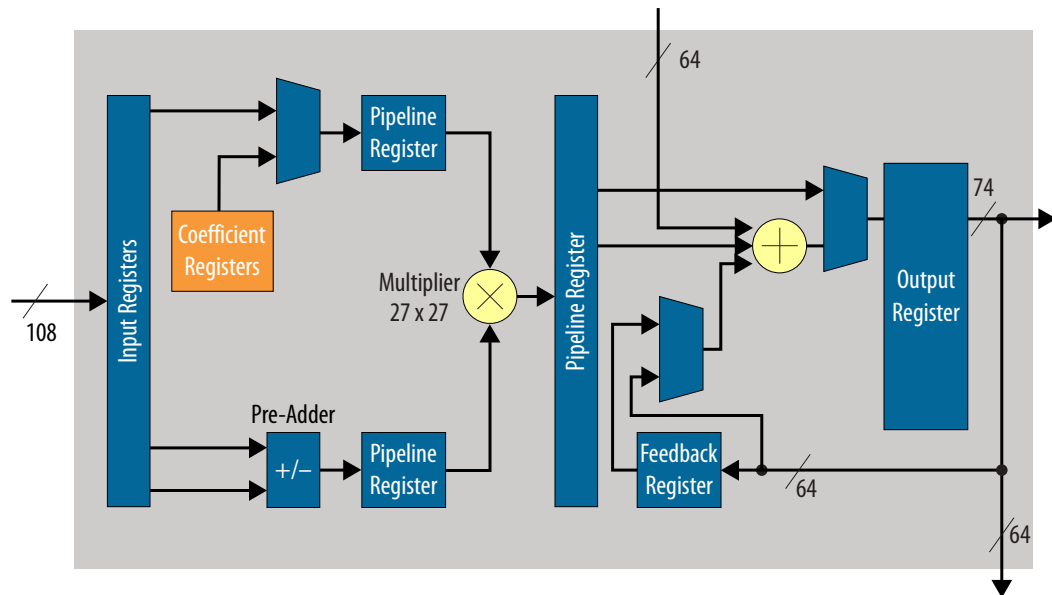 64
Pipeline
Register
74
Coefficient
Registers
Input Registers
Multiplier
27 x 27
Pipeline Register
Output
Register
108
Pre-Adder
+/−
Pipeline
Register
Feedback
Register
64
64